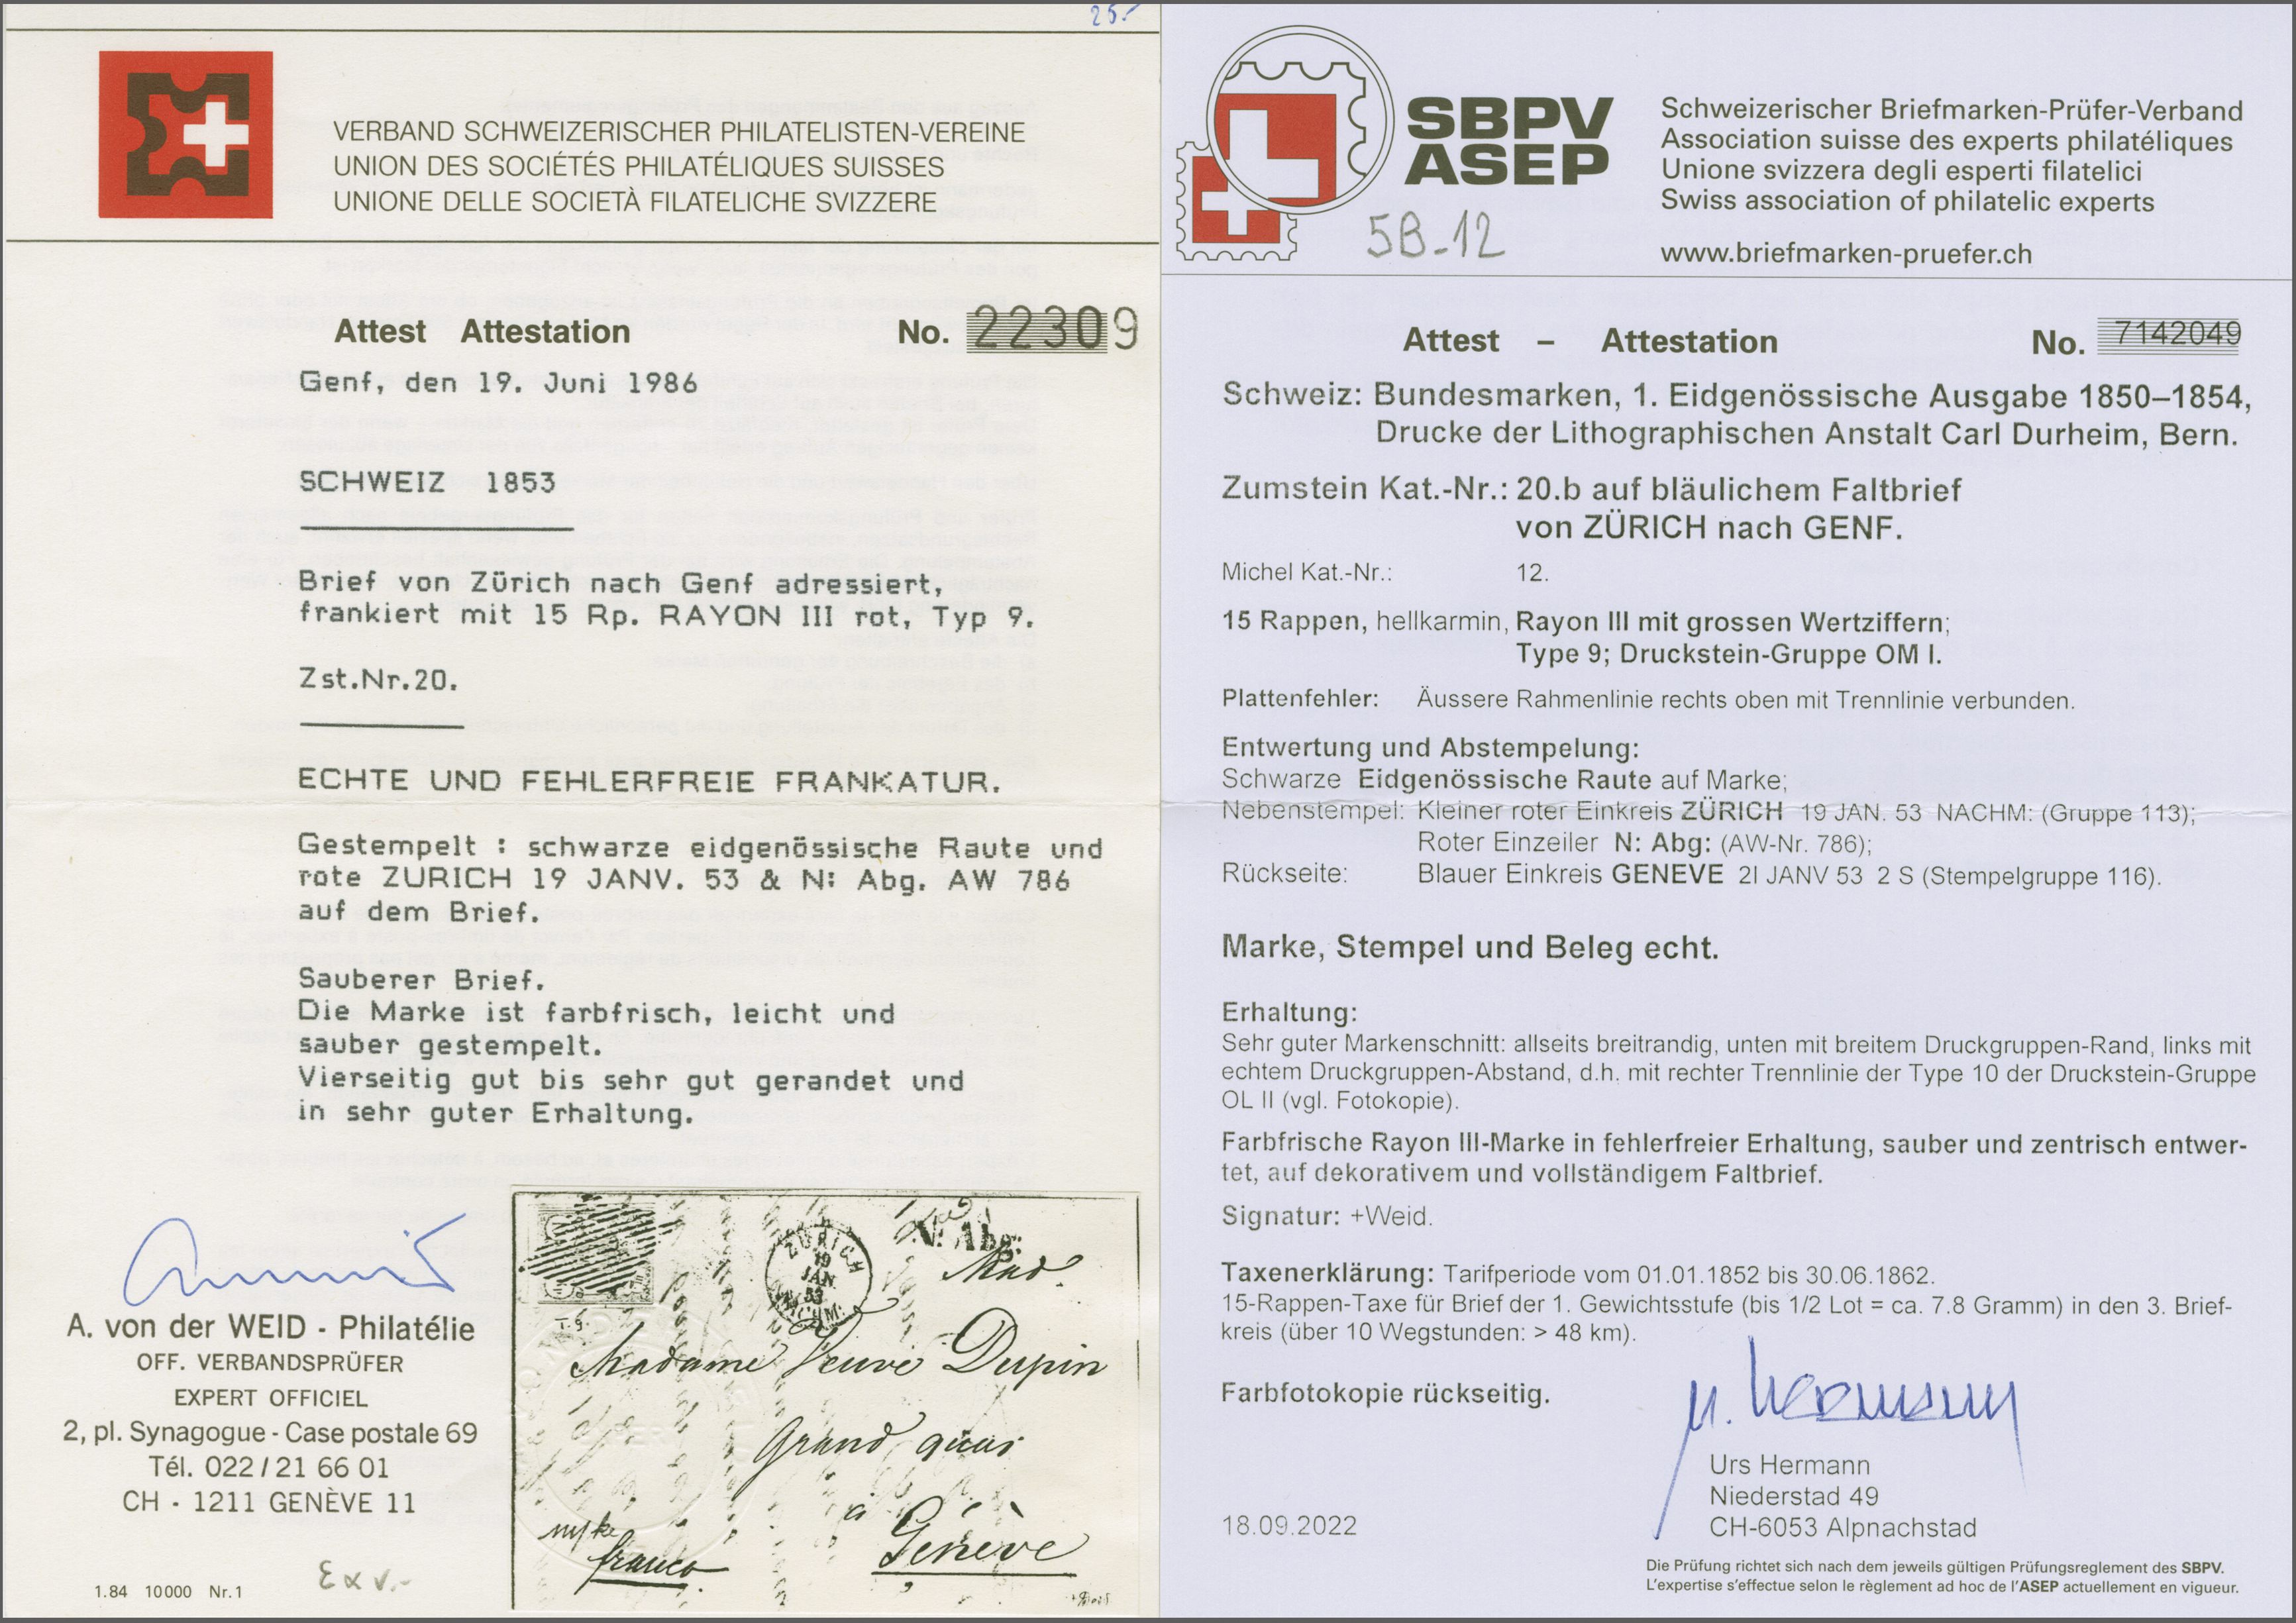 25.-
VERBAND SCHWEIZERISCHER PHILATELISTEN-VEREINE
UNION DES SOCIÉTÉS PHILATÉLIQUES SUISSES
UNIONE DELLE SOCIETÀ FILATELICHE SVIZZERE
Attest Attestation No. 22309
Genf, den 19. Juni 1986
SCHWEIZ 1853
Brief von Zürich nach Genf adressiert,
frankiert mit 15 Rp. RAYON III rot, Typ 9.
Zst.Nr.20.
ECHTE UND FEHLERFREIE FRANKATUR.
Gestempelt : schwarze eidgenössische Raute und
rote ZURICH 19 JANV. 53 & N: Abg. AW 786
auf dem Brief.
Sauberer Brief.
Die Marke ist farbfrisch, leicht und
sauber gestempelt.
Vierseitig gut bis sehr gut gerandet und
in sehr guter Erhaltung.
A. von der WEID - Philatélie
OFF. VERBANDSPRÜFER
EXPERT OFFICIEL
2, pl. Synagogue - Case postale 69
Tél. 022 / 21 66 01
CH - 1211 GENÈVE 11
1.84 10000 Nr.1
ZÜRICH
19
JAN
53
NACHM:
N: Abg:
Mad.
T.9.
Madame Veuve Dupin
Grand quai
à
Genève
franco
SBPV
ASEP
5B-12
Schweizerischer Briefmarken-Prüfer-Verband
Association suisse des experts philatéliques
Unione svizzera degli esperti filatelici
Swiss association of philatelic experts
www.briefmarken-pruefer.ch
Attest – Attestation No. 7142049
Schweiz: Bundesmarken, 1. Eidgenössische Ausgabe 1850–1854,
Drucke der Lithographischen Anstalt Carl Durheim, Bern.
Zumstein Kat.-Nr.: 20.b auf bläulichem Faltbrief
von ZÜRICH nach GENF.
Michel Kat.-Nr.: 12.
15 Rappen, hellkarmin, Rayon III mit grossen Wertziffern;
Type 9; Druckstein-Gruppe OM I.
Plattenfehler: Äussere Rahmenlinie rechts oben mit Trennlinie verbunden.
Entwertung und Abstempelung:
Schwarze Eidgenössische Raute auf Marke;
Nebenstempel: Kleiner roter Einkreis ZÜRICH 19 JAN. 53 NACHM: (Gruppe 113);
Roter Einzeiler N: Abg: (AW-Nr. 786);
Rückseite: Blauer Einkreis GENEVE 2I JANV 53 2 S (Stempelgruppe 116).
Marke, Stempel und Beleg echt.
Erhaltung:
Sehr guter Markenschnitt: allseits breitrandig, unten mit breitem Druckgruppen-Rand, links mit
echtem Druckgruppen-Abstand, d.h. mit rechter Trennlinie der Type 10 der Druckstein-Gruppe
OL II (vgl. Fotokopie).
Farbfrische Rayon III-Marke in fehlerfreier Erhaltung, sauber und zentrisch entwer-
tet, auf dekorativem und vollständigem Faltbrief.
Signatur: +Weid.
Taxenerklärung: Tarifperiode vom 01.01.1852 bis 30.06.1862.
15-Rappen-Taxe für Brief der 1. Gewichtsstufe (bis 1/2 Lot = ca. 7.8 Gramm) in den 3. Brief-
kreis (über 10 Wegstunden: > 48 km).
Farbfotokopie rückseitig.
U. Hermann
Urs Hermann
Niederstad 49
CH-6053 Alpnachstad
18.09.2022
Die Prüfung richtet sich nach dem jeweils gültigen Prüfungsreglement des SBPV.
L'expertise s'effectue selon le règlement ad hoc de l'ASEP actuellement en vigueur.